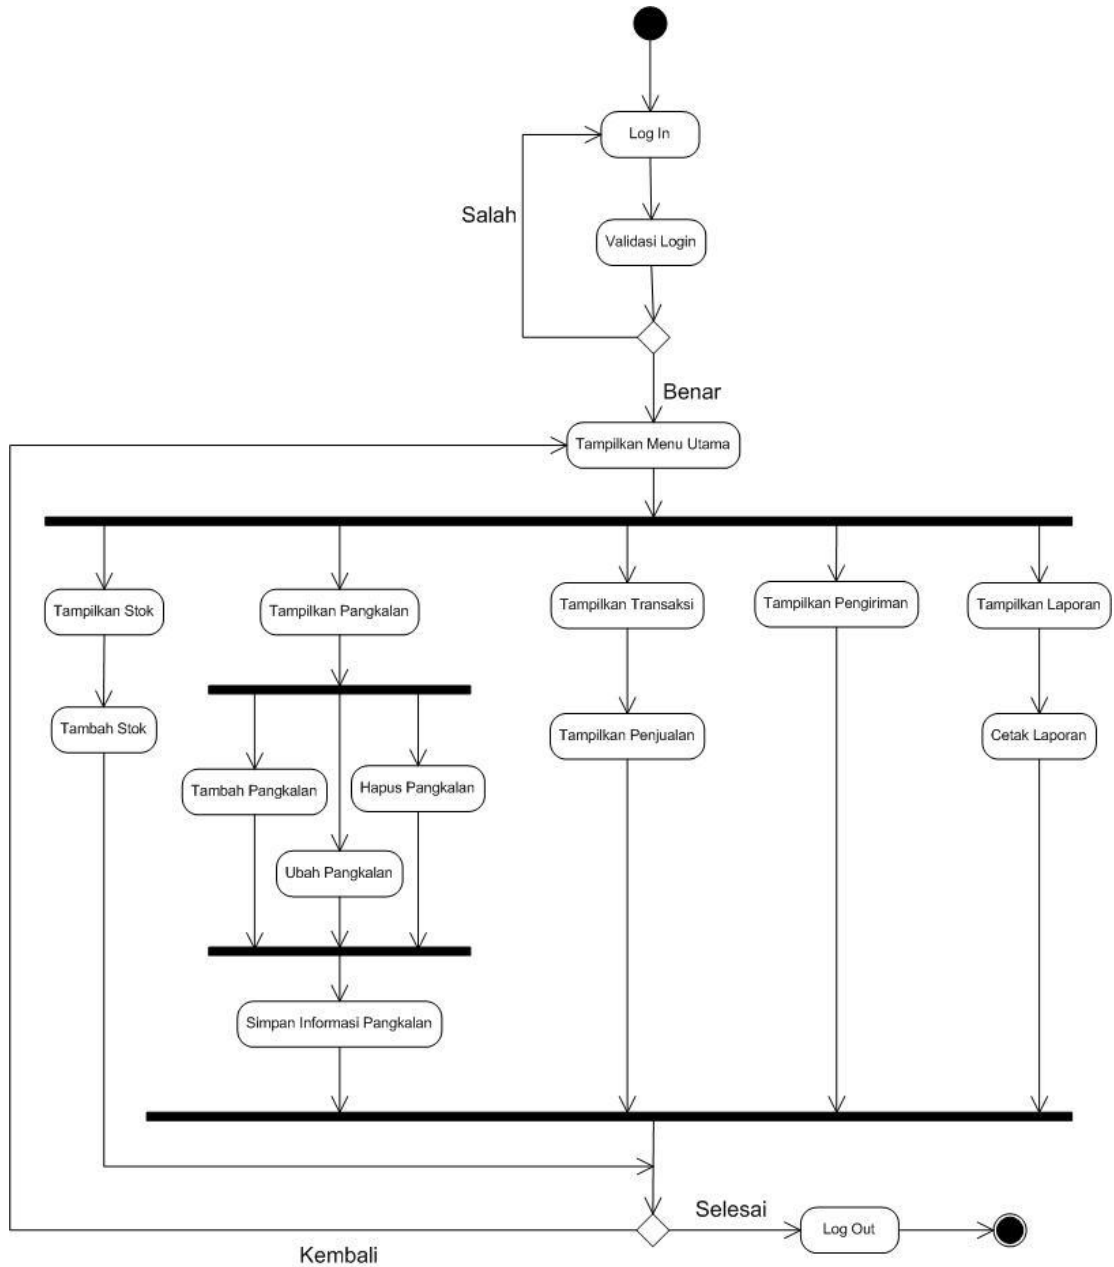 Log In
Salah
Validasi Login
Benar
Tampilkan Menu Utama
Tampilkan Stok
Tampilkan Pangkalan
Tampilkan Transaksi
Tampilkan Pengiriman
Tampilkan Laporan
Tambah Stok
Tampilkan Penjualan
Cetak Laporan
Tambah Pangkalan
Hapus Pangkalan
Ubah Pangkalan
Simpan Informasi Pangkalan
Selesai
Log Out
Kembali